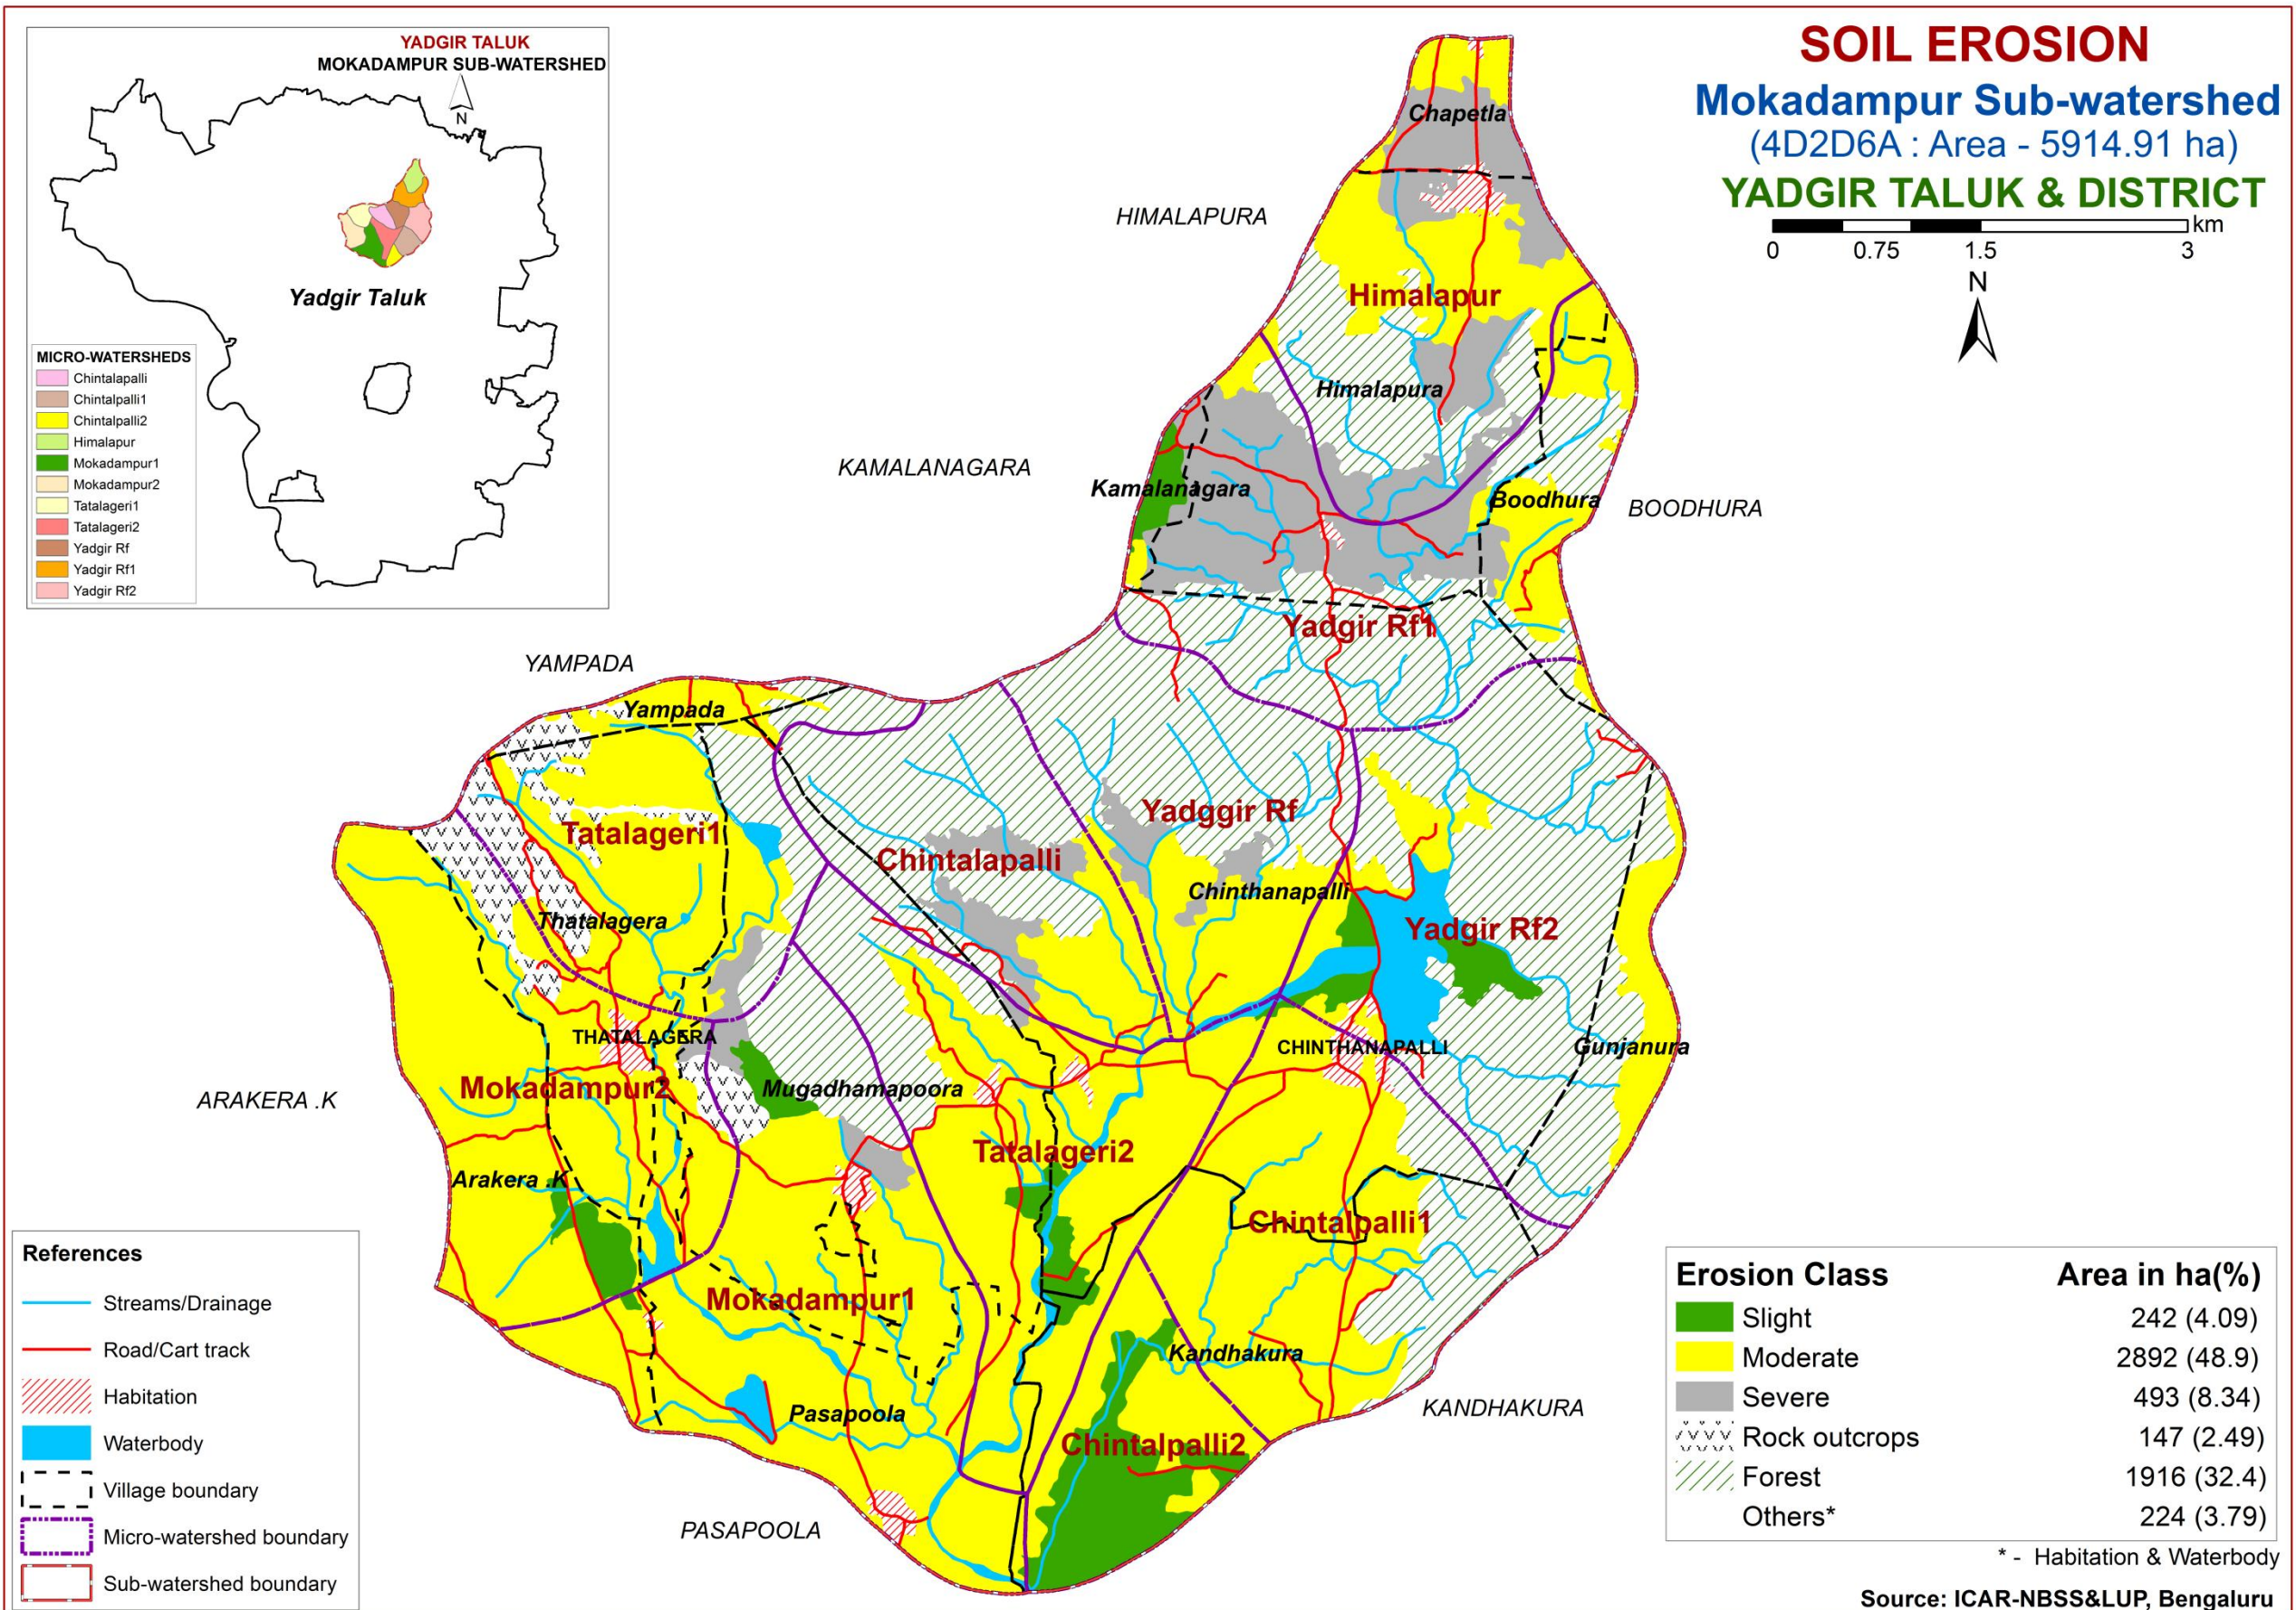 SOIL EROSION
Mokadampur Sub-watershed
(4D2D6A : Area - 5914.91 ha)
YADGIR TALUK & DISTRICT
km
0 0.75 1.5 3
N
YADGIR TALUK
MOKADAMPUR SUB-WATERSHED
N
Yadgir Taluk
MICRO-WATERSHEDS
Chintalapalli
Chintalpalli1
Chintalpalli2
Himalapur
Mokadampur1
Mokadampur2
Tatalageri1
Tatalageri2
Yadgir Rf
Yadgir Rf1
Yadgir Rf2
Chapetla
HIMALAPURA
Himalapur
Himalapura
KAMALANAGARA
Kamalanagara
Boodhura
BOODHURA
Yadgir Rf1
YAMPADA
Yampada
Tatalageri1
Yadggir Rf
Chintalapalli
Chinthanapalli
Thatalagera
Yadgir Rf2
THATALAGERA
CHINTHANAPALLI
Gunjanura
Mokadampur2
Mugadhamapoora
ARAKERA .K
Tatalageri2
Arakera .K
Chintalpalli1
Mokadampur1
Kandhakura
Pasapoola
KANDHAKURA
Chintalpalli2
PASAPOOLA
References
Streams/Drainage
Road/Cart track
Habitation
Waterbody
Village boundary
Micro-watershed boundary
Sub-watershed boundary
Erosion Class Area in ha(%)
Slight 242 (4.09)
Moderate 2892 (48.9)
Severe 493 (8.34)
Rock outcrops 147 (2.49)
Forest 1916 (32.4)
Others* 224 (3.79)
* - Habitation & Waterbody
Source: ICAR-NBSS&LUP, Bengaluru